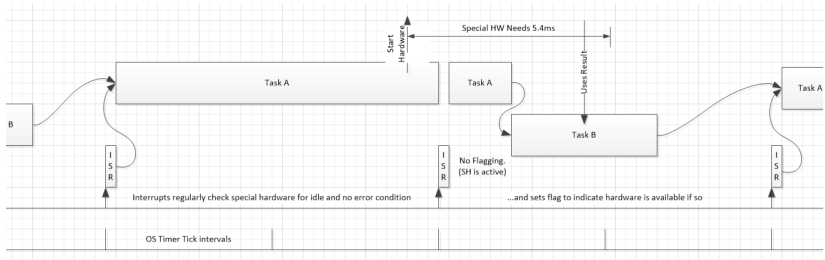 Special HW Needs 5.4ms
Start
Hardware
Uses Result
Task A
Task A
Task A
B
Task B
I
S
R
I
S
R
I
S
R
No Flagging.
(SH is active)
Interrupts regularly check special hardware for idle and no error condition
...and sets flag to indicate hardware is available if so
OS Timer Tick intervals